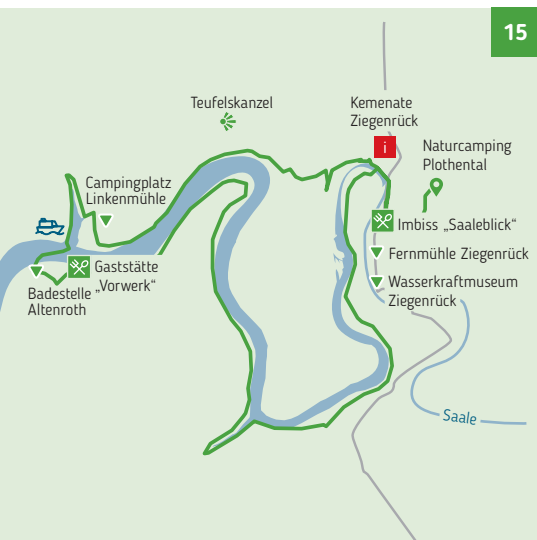 15
Teufelskanzel
Kemenate
Ziegenrück
i
Naturcamping
Plothental
Campingplatz
Linkenmühle
Imbiss „Saaleblick“
Fernmühle Ziegenrück
Gaststätte
„Vorwerk“
Wasserkraftmuseum
Ziegenrück
Badestelle
Altenroth
Saale